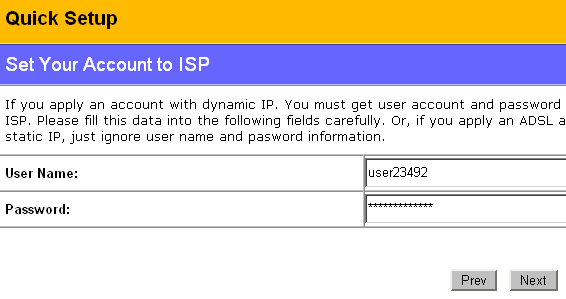 Quick Setup
Set Your Account to ISP
If you apply an account with dynamic IP. You must get user account and password
ISP. Please fill this data into the following fields carefully. Or, if you apply an ADSL a
static IP, just ignore user name and pasword information.
User Name: user23492
Password: *************
Prev Next